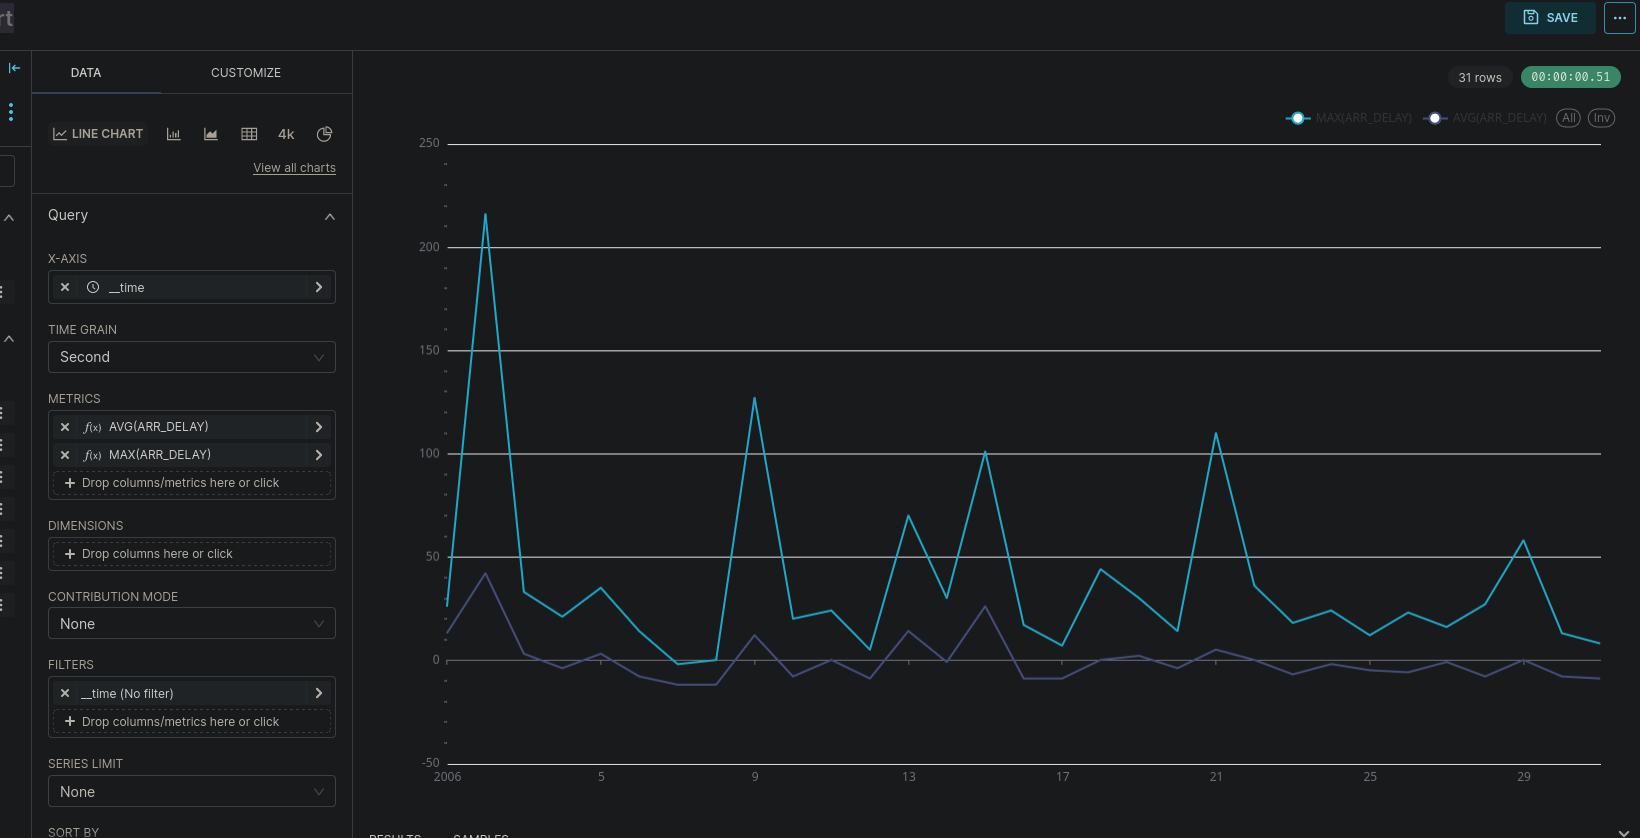 rt
SAVE
DATA
CUSTOMIZE
31 rows
00:00:00.51
MAX(ARR_DELAY)
AVG(ARR_DELAY)
All
Inv
LINE CHART
4k
View all charts
Query
X-AXIS
__time
TIME GRAIN
Second
METRICS
f(x) AVG(ARR_DELAY)
f(x) MAX(ARR_DELAY)
Drop columns/metrics here or click
DIMENSIONS
Drop columns here or click
CONTRIBUTION MODE
None
FILTERS
__time (No filter)
Drop columns/metrics here or click
SERIES LIMIT
None
SORT BY
250
200
150
100
50
0
-50
2006 5 9 13 17 21 25 29
RESULTS SAMPLES